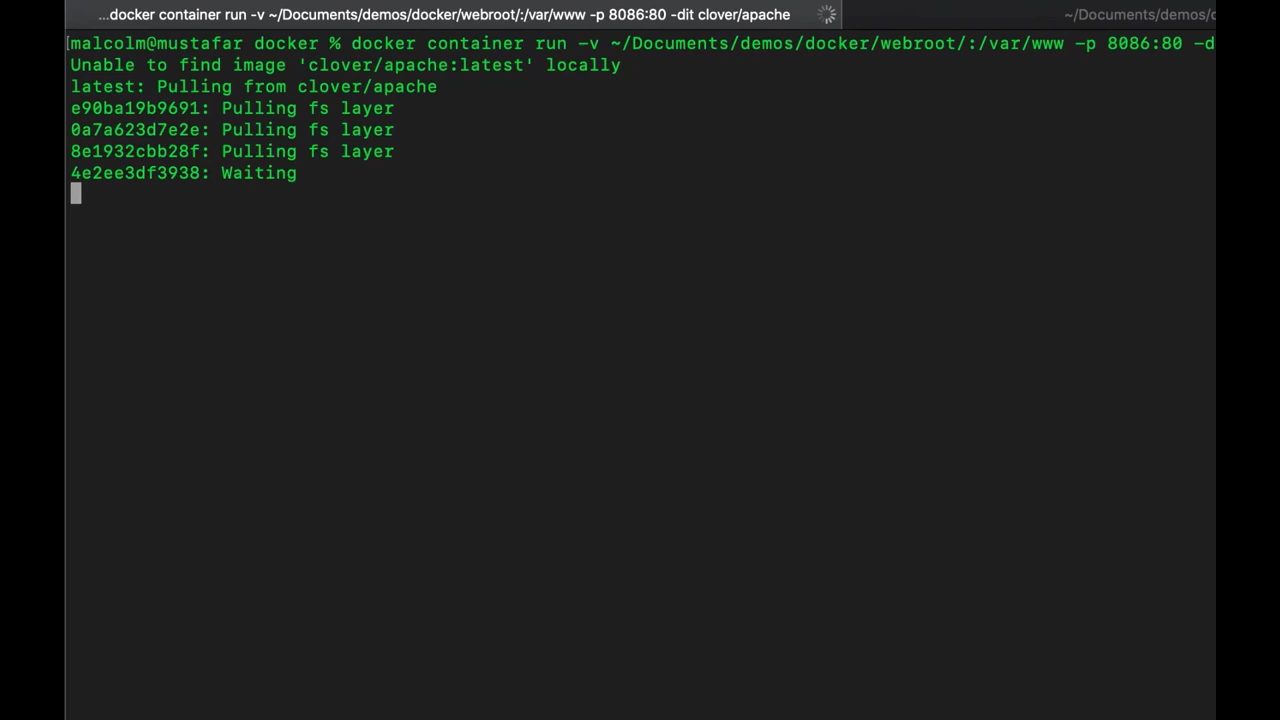 ...docker container run -v ~/Documents/demos/docker/webroot/:/var/www -p 8086:80 -dit clover/apache
~/Documents/demos/d
[malcolm@mustafar docker % docker container run -v ~/Documents/demos/docker/webroot/:/var/www -p 8086:80 -d
Unable to find image 'clover/apache:latest' locally
latest: Pulling from clover/apache
e90ba19b9691: Pulling fs layer
0a7a623d7e2e: Pulling fs layer
8e1932cbb28f: Pulling fs layer
4e2ee3df3938: Waiting